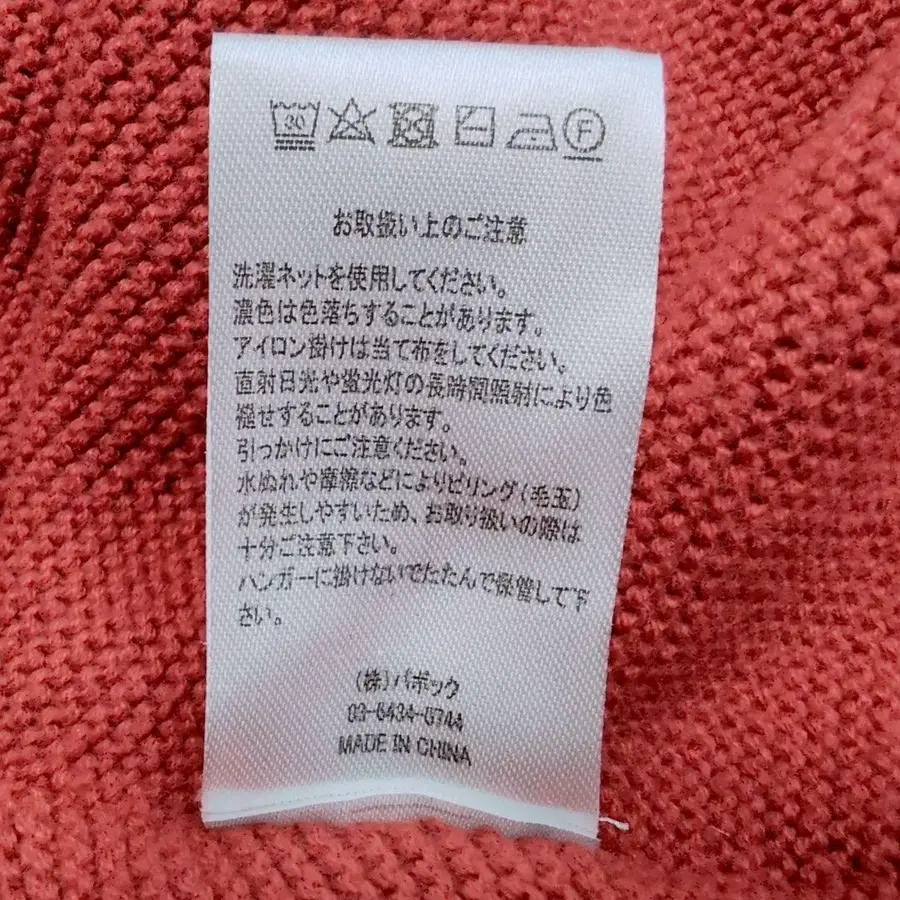 30
F
お取扱い上のご注意
洗濯ネットを使用してください。
濃色は色落ちすることがあります。
アイロン掛けは当て布をしてください。
直射日光や蛍光灯の長時間照射により色
褪せすることがあります。
引っかけにご注意ください。
水ぬれや摩擦などによりピリング(毛玉)
が発生しやすいため、お取り扱いの際は
十分ご注意下さい。
ハンガーに掛けないでたたんで保管して下
さい。
(株)バボック
03-6434-0744
MADE IN CHINA